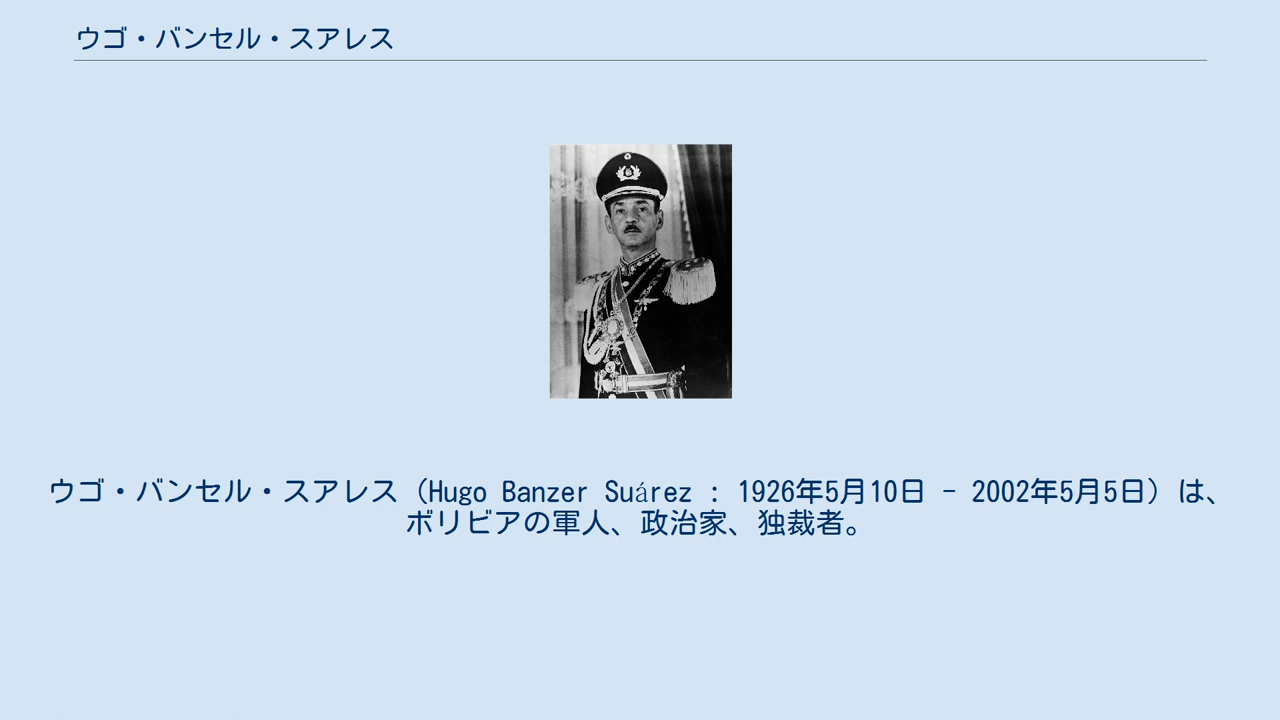 ウゴ・バンセル・スアレス
ウゴ・バンセル・スアレス（Hugo Banzer Suárez : 1926年5月10日 - 2002年5月5日）は、
ボリビアの軍人、政治家、独裁者。